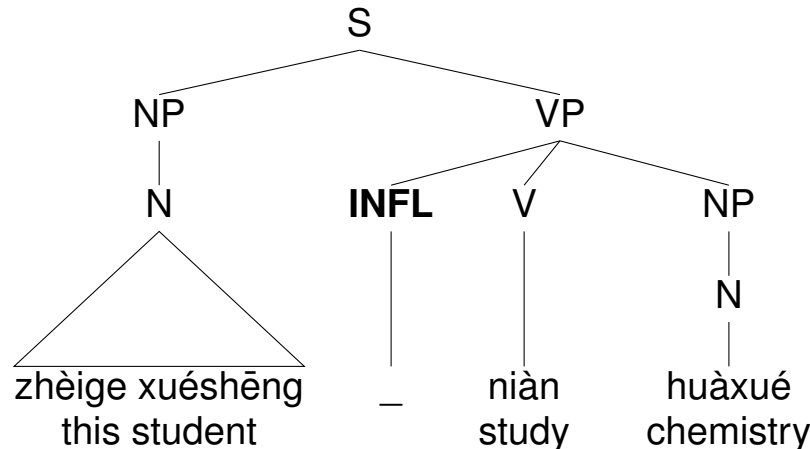 S
NP VP
N INFL V NP
N
zhèige xuéshēng _ niàn huàxué
this student study chemistry